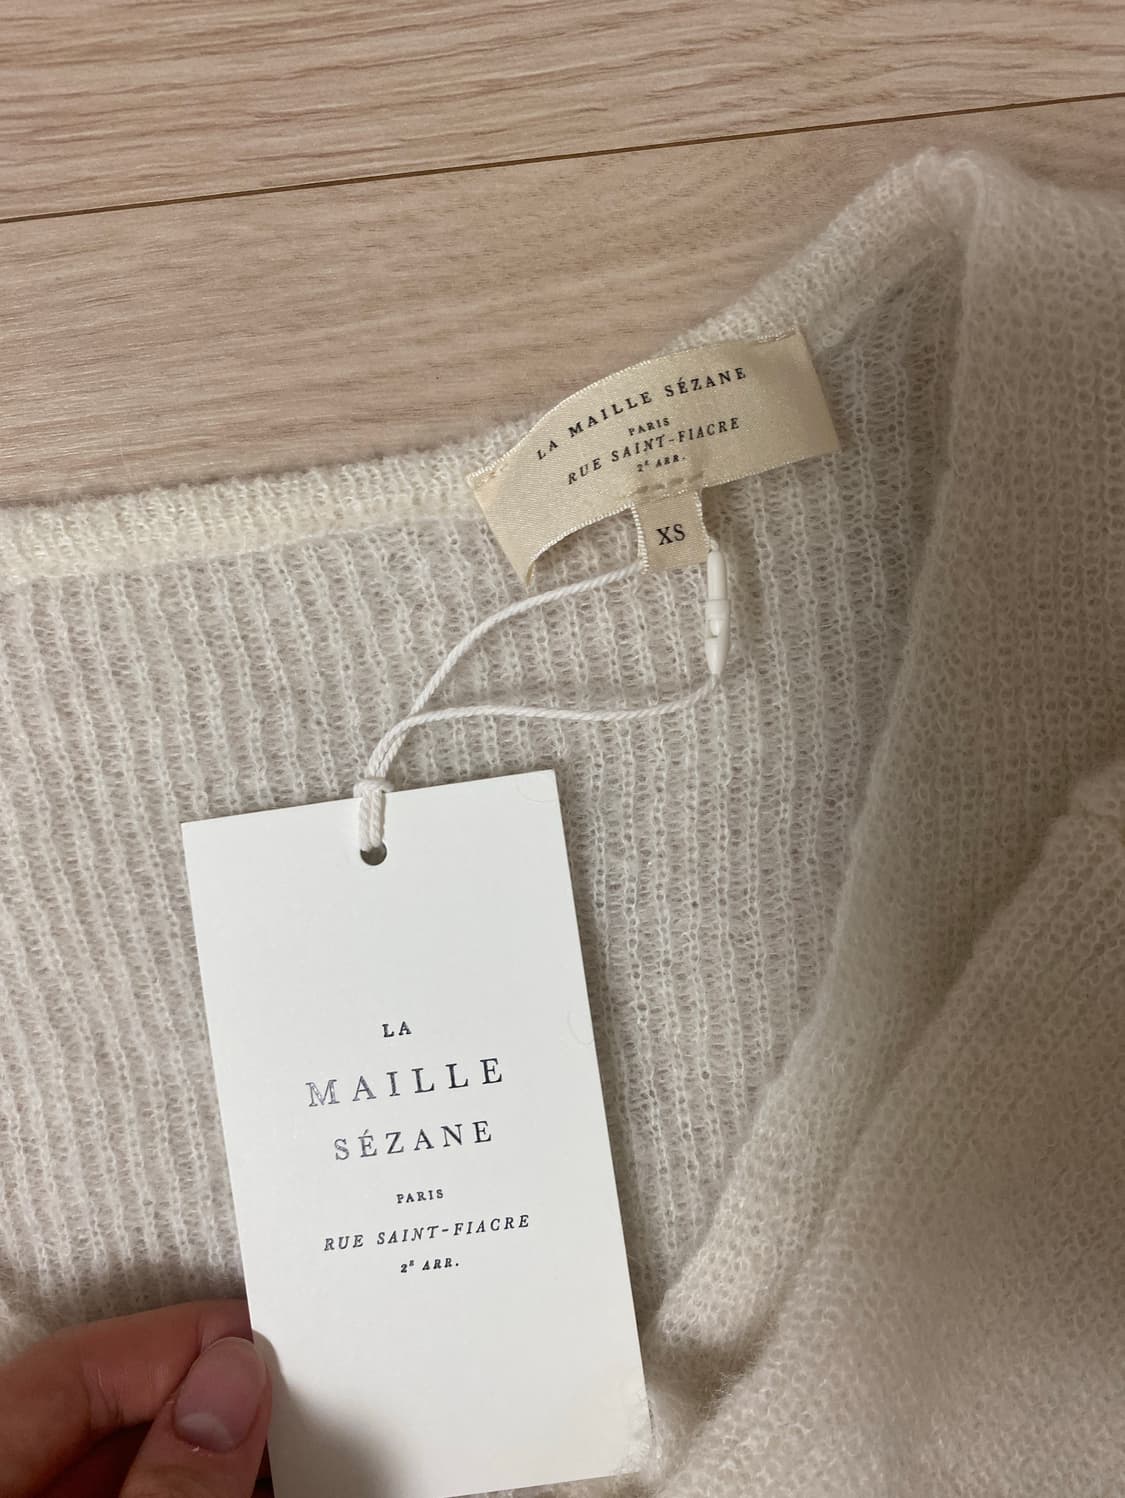 LA MAILLE SÉZANE
PARIS
RUE SAINT-FIACRE
2E ARR.
XS
LA
MAILLE
SÉZANE
PARIS
RUE SAINT-FIACRE
2E ARR.